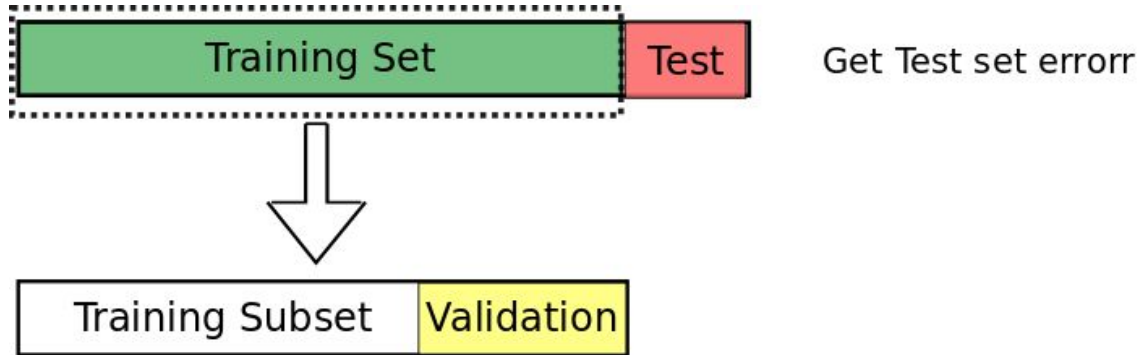 Training Set
Test
Get Test set errorr
Training Subset
Validation